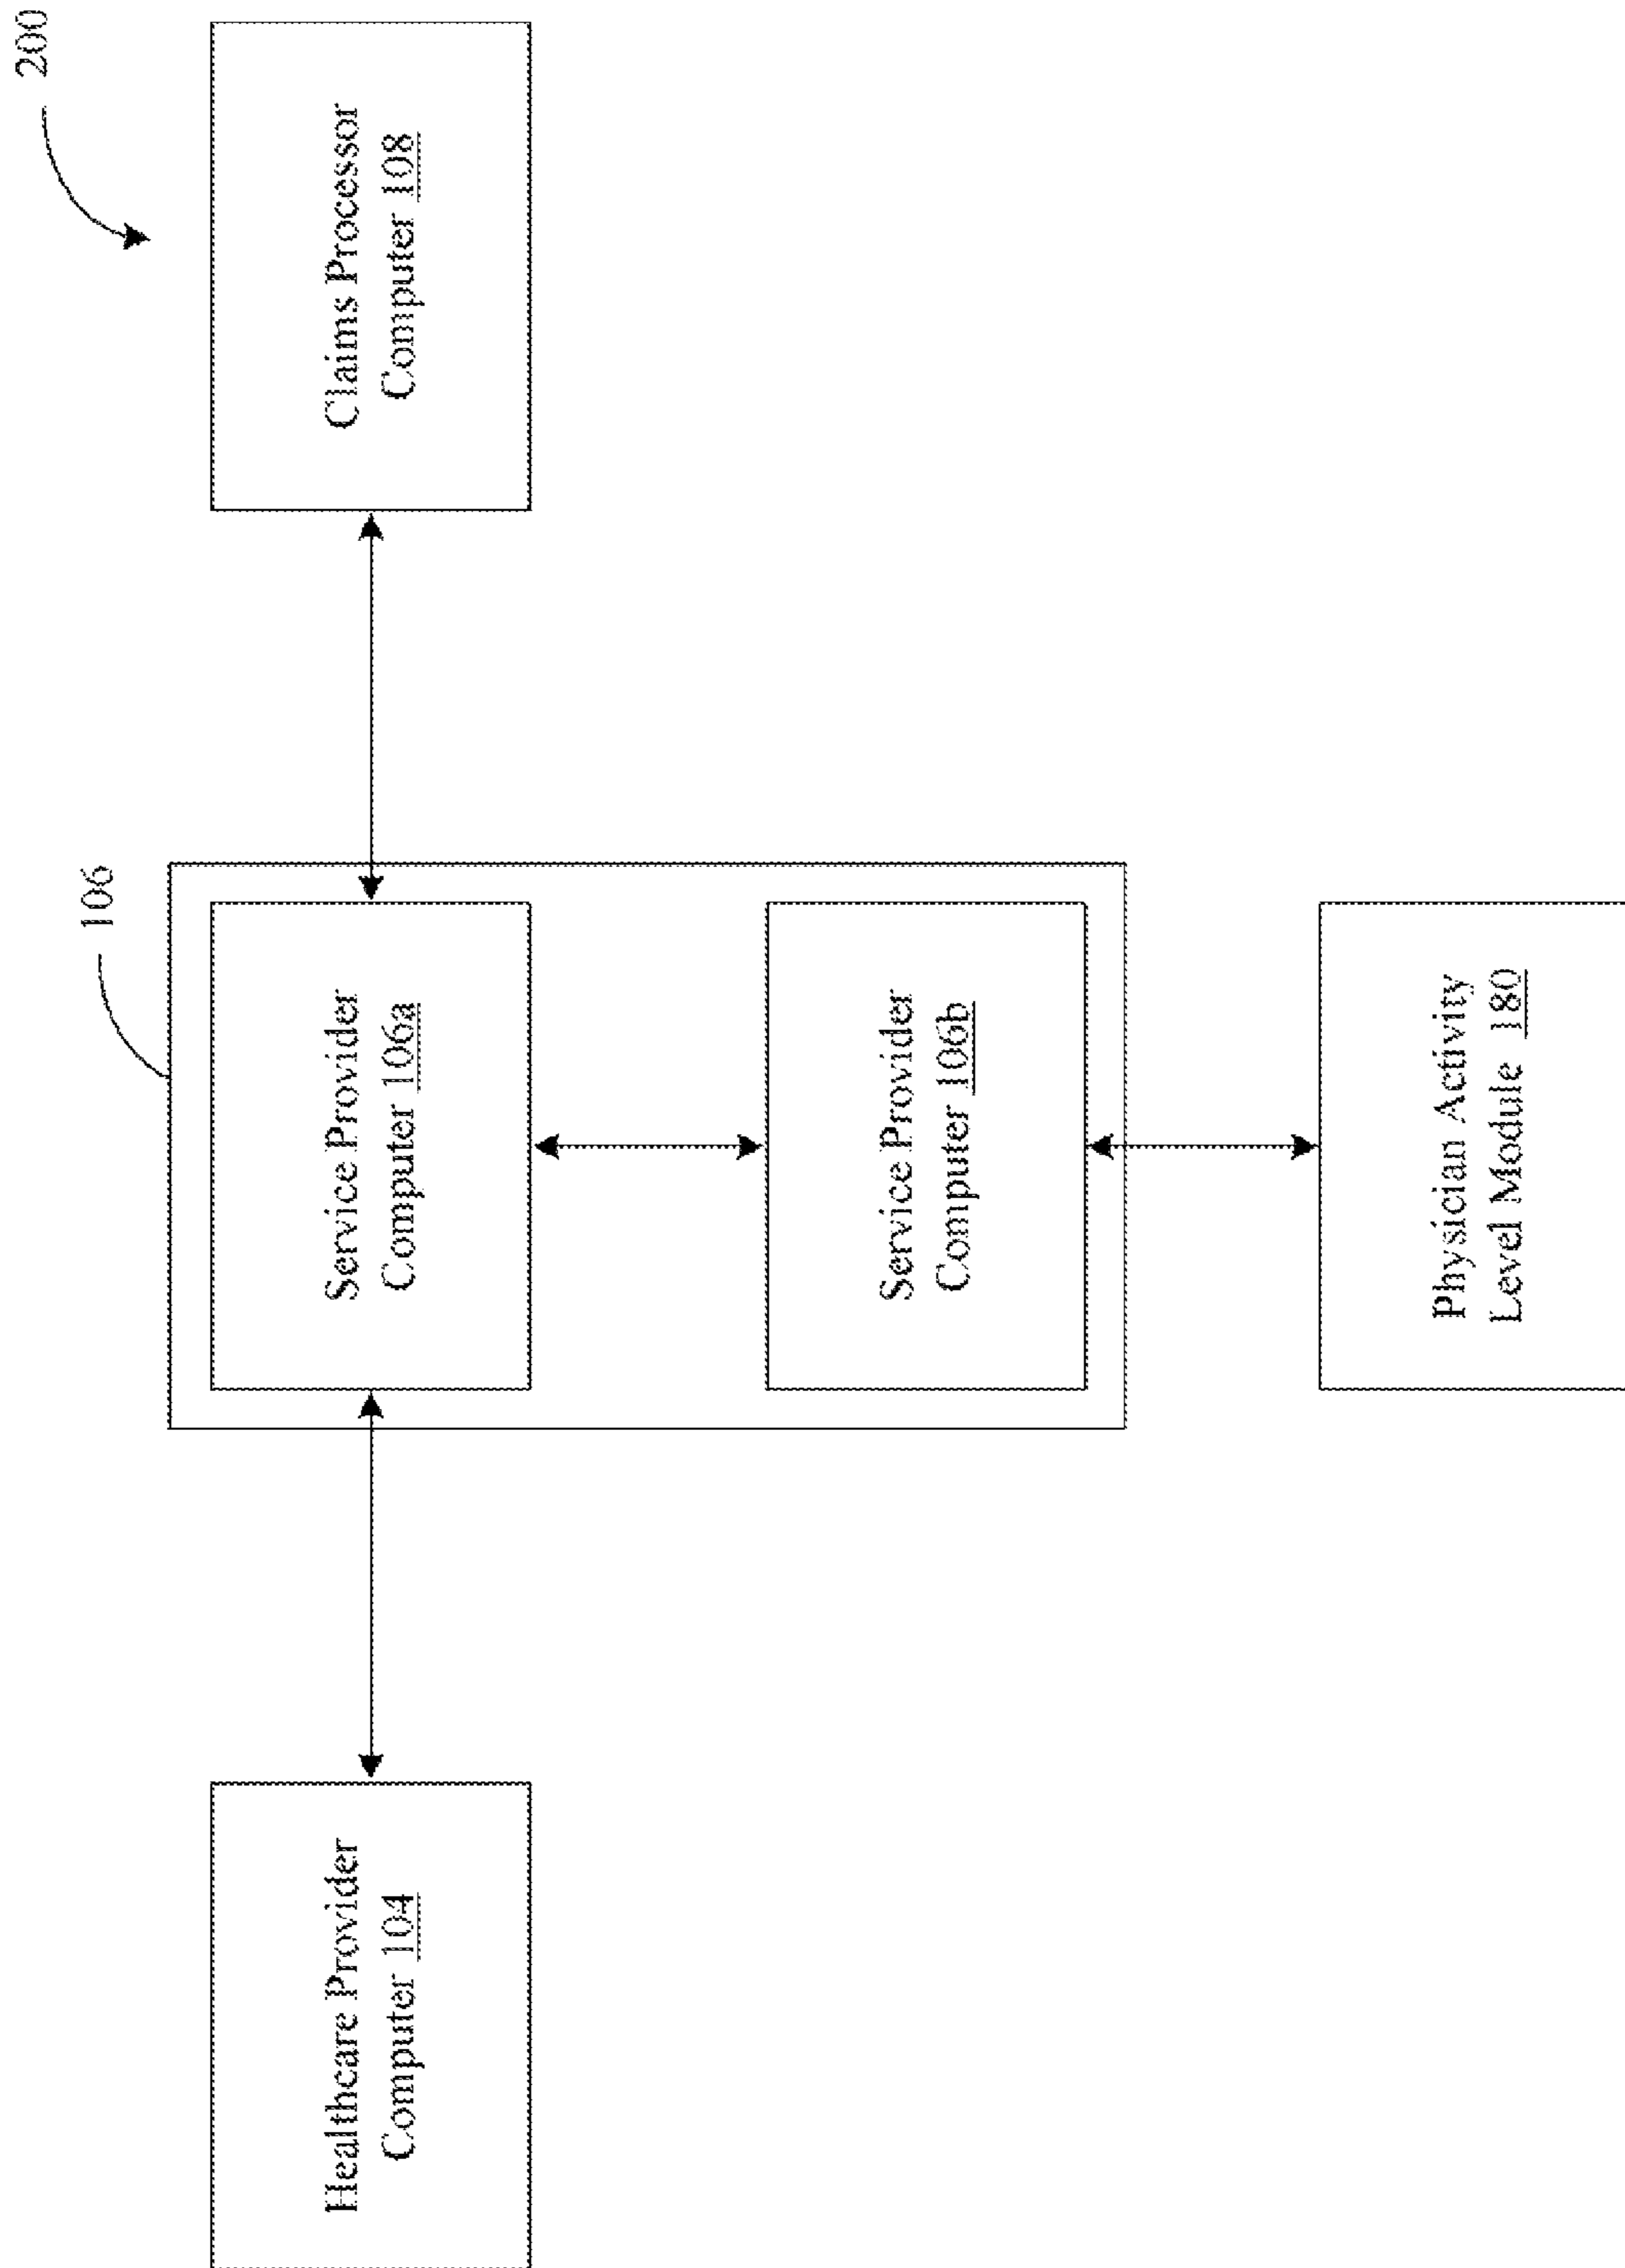 200
106
Healthcare Provider
Computer 104
Service Provider
Computer 106a
Claims Processor
Computer 108
Service Provider
Computer 106b
Physician Activity
Level Module 180